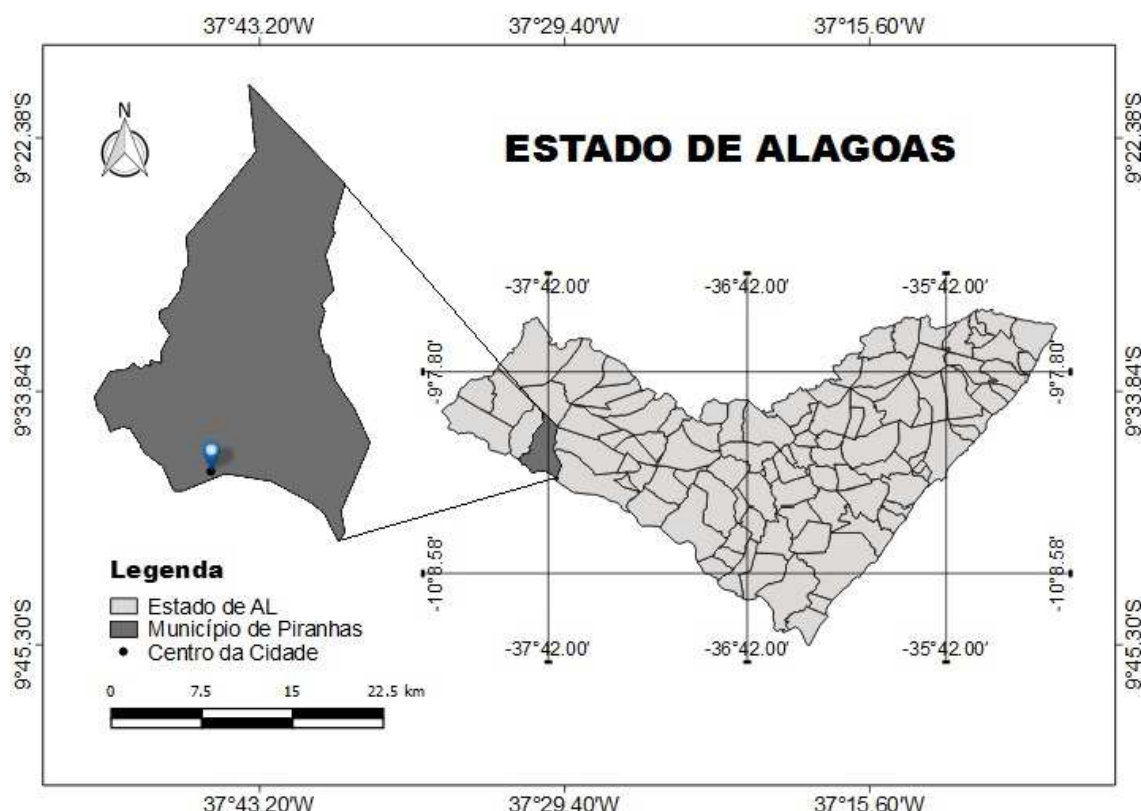 37°43.20'W 37°29.40'W 37°15.60'W
9°22.38'S 9°22.38'S
N
ESTADO DE ALAGOAS
-37°42.00' -36°42.00' -35°42.00'
-9°7.80' -9°7.80'
9°33.84'S 9°33.84'S
-10°8.58' -10°8.58'
Legenda
Estado de AL
Município de Piranhas
Centro da Cidade
-37°42.00' -36°42.00' -35°42.00'
9°45.30'S 9°45.30'S
0 7.5 15 22.5 km
37°43.20'W 37°29.40'W 37°15.60'W